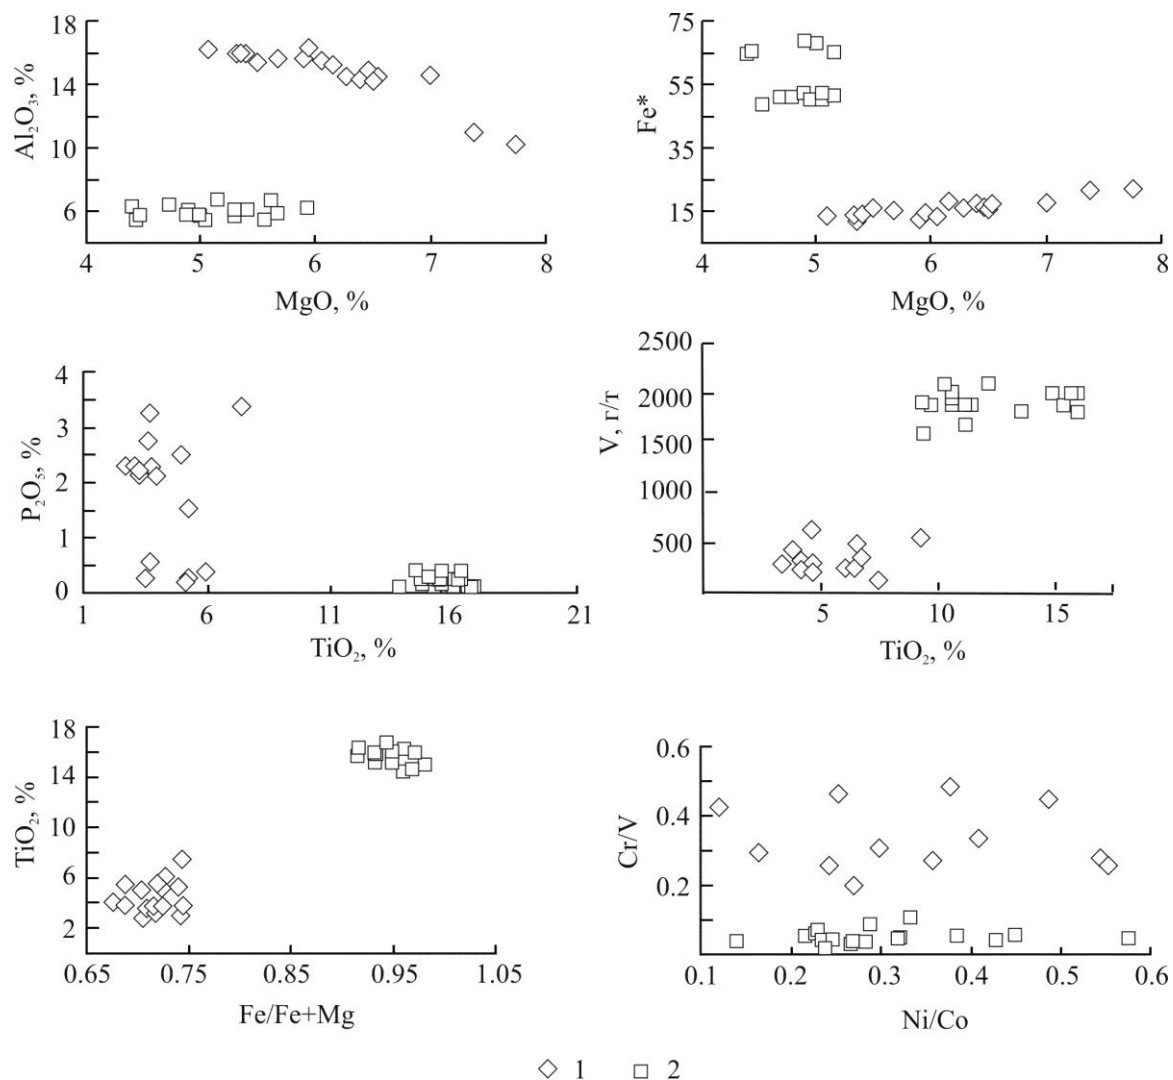 18
14
10
6
Al₂O₃, %
4 5 6 7 8
MgO, %
75
55
35
15
Fe*
4 5 6 7 8
MgO, %
4
3
2
1
0
P₂O₅, %
1 6 11 16 21
TiO₂, %
2500
2000
1500
1000
500
V, г/т
5 10 15
TiO₂, %
18
14
10
6
2
TiO₂, %
0.65 0.75 0.85 0.95 1.05
Fe/Fe+Mg
0.6
0.4
0.2
Cr/V
0.1 0.2 0.3 0.4 0.5 0.6
Ni/Co
1 2